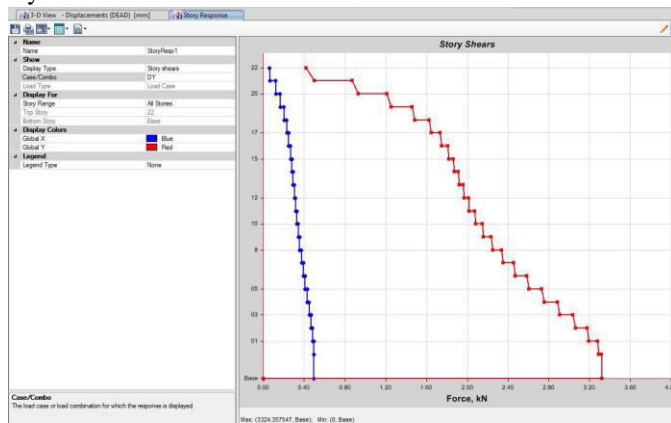 3-D View - Displacements (DEAD) [mm]
Story Response
Name
Name StoryResp1
Show
Display Type Story shears
Case/Combo DY
Load Type Load Case
Display For
Story Range All Stories
Top Story 22
Bottom Story Base
Display Colors
Global X Blue
Global Y Red
Legend
Legend Type None
Case/Combo
The load case or load combination for which the response is displayed
Story Shears
22
20
17
15
12
10
8
05
03
01
Base
0.00 0.40 0.80 1.20 1.60 2.00 2.40 2.80 3.20 3.60
Force, kN
Max: (3324.357547, Base); Min: (0, Base)